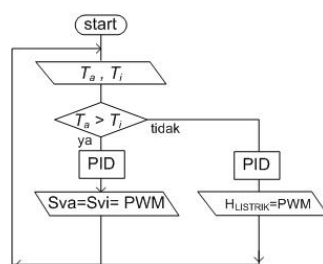 start
Ta , Ti
Ta > Ti
tidak
ya
PID
PID
Sva=Svi= PWM
HLISTRIK=PWM